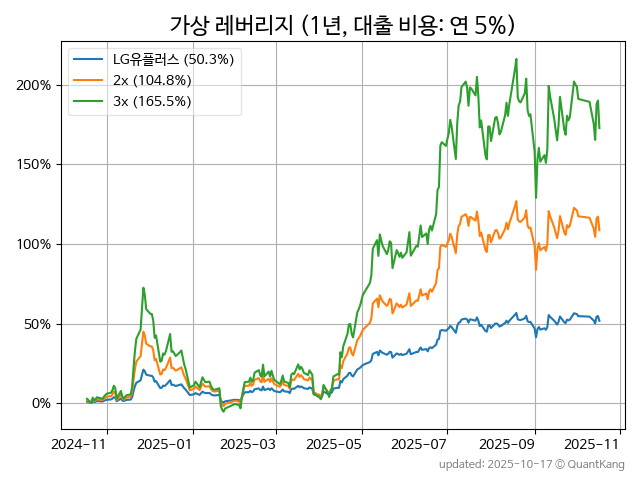 가상 레버리지 (1년, 대출 비용: 연 5%)
LG유플러스 (50.3%)
2x (104.8%)
3x (165.5%)
200%
150%
100%
50%
0%
2024-11
2025-01
2025-03
2025-05
2025-07
2025-09
2025-11
updated: 2025-10-17 © QuantKang